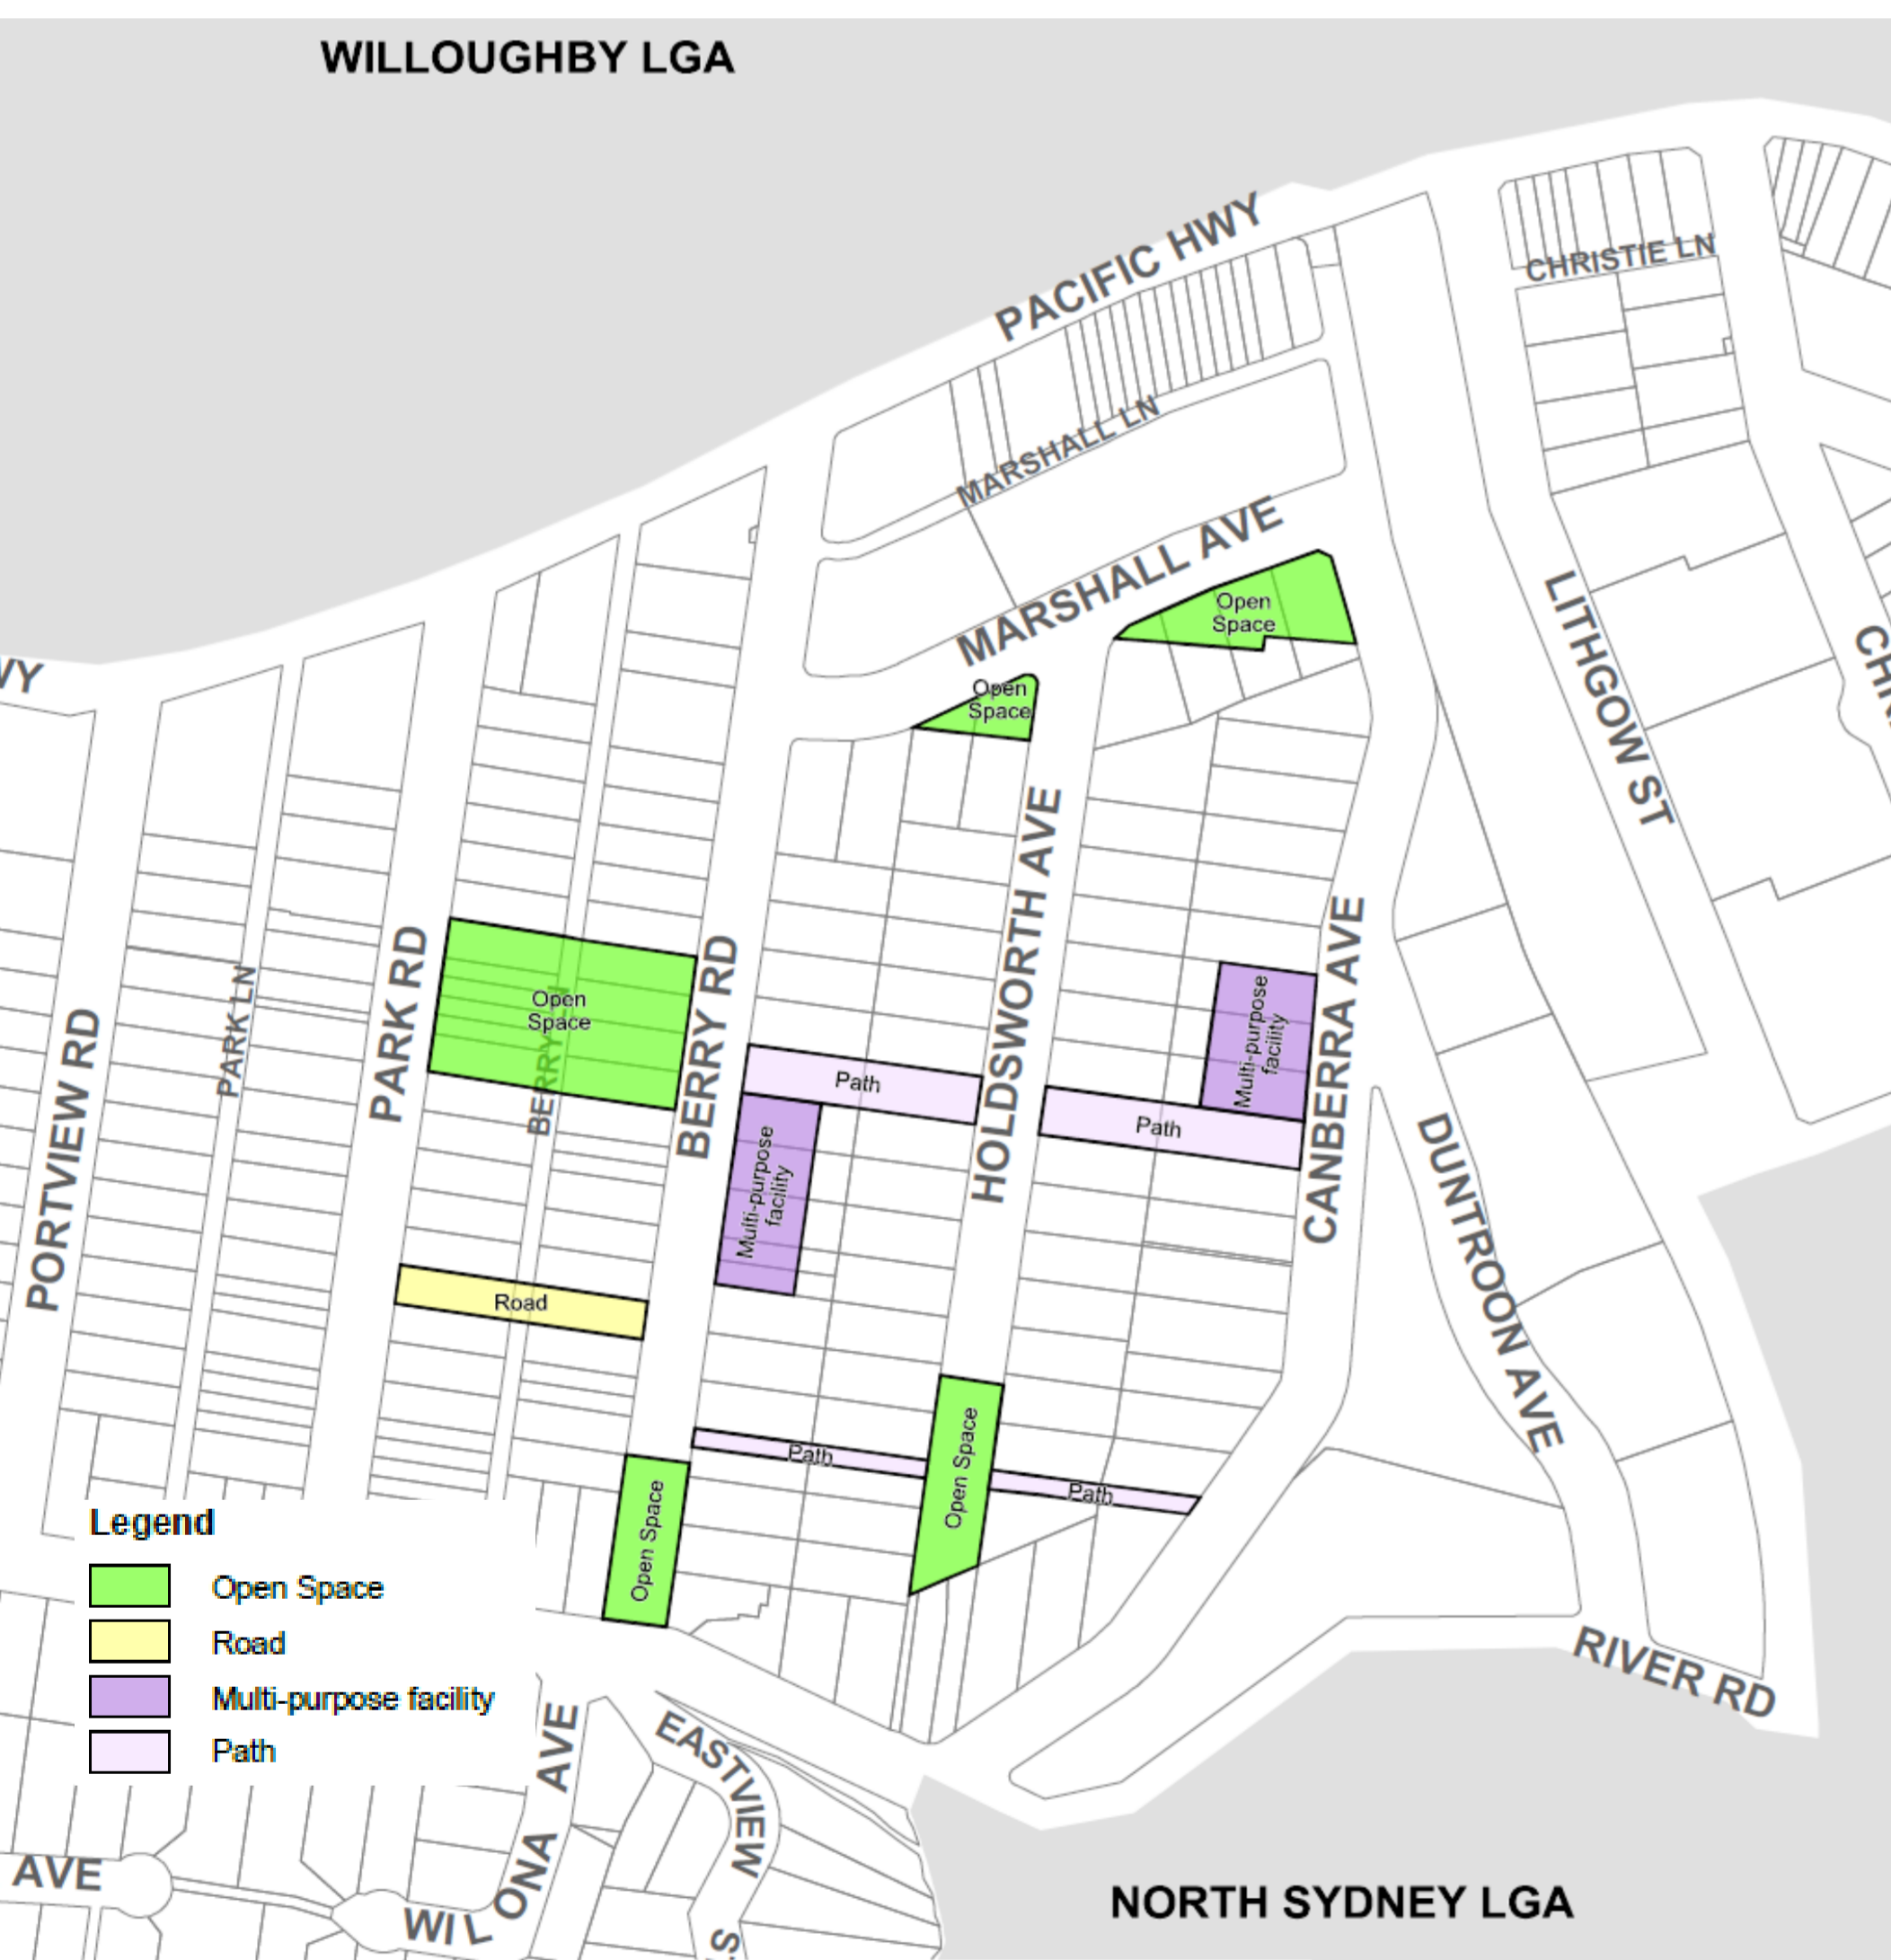 WILLOUGHBY LGA
PACIFIC HWY
CHRISTIE LN
MARSHALL LN
MARSHALL AVE
Open
Space
LITHGOW ST
Open
Space
HOLDSWORTH AVE
CANBERRA AVE
PARK RD
BERRY RD
PARK LN
PORTVIEW RD
Open
Space
Multi-purpose
facility
Path
Path
DUNTROON AVE
Multi-purpose
facility
Road
Path
Open Space
Path
Open Space
Legend
Open Space
Road
Multi-purpose facility
Path
RIVER RD
EASTVIEW
AVE
ONA
AVE
WIL
NORTH SYDNEY LGA